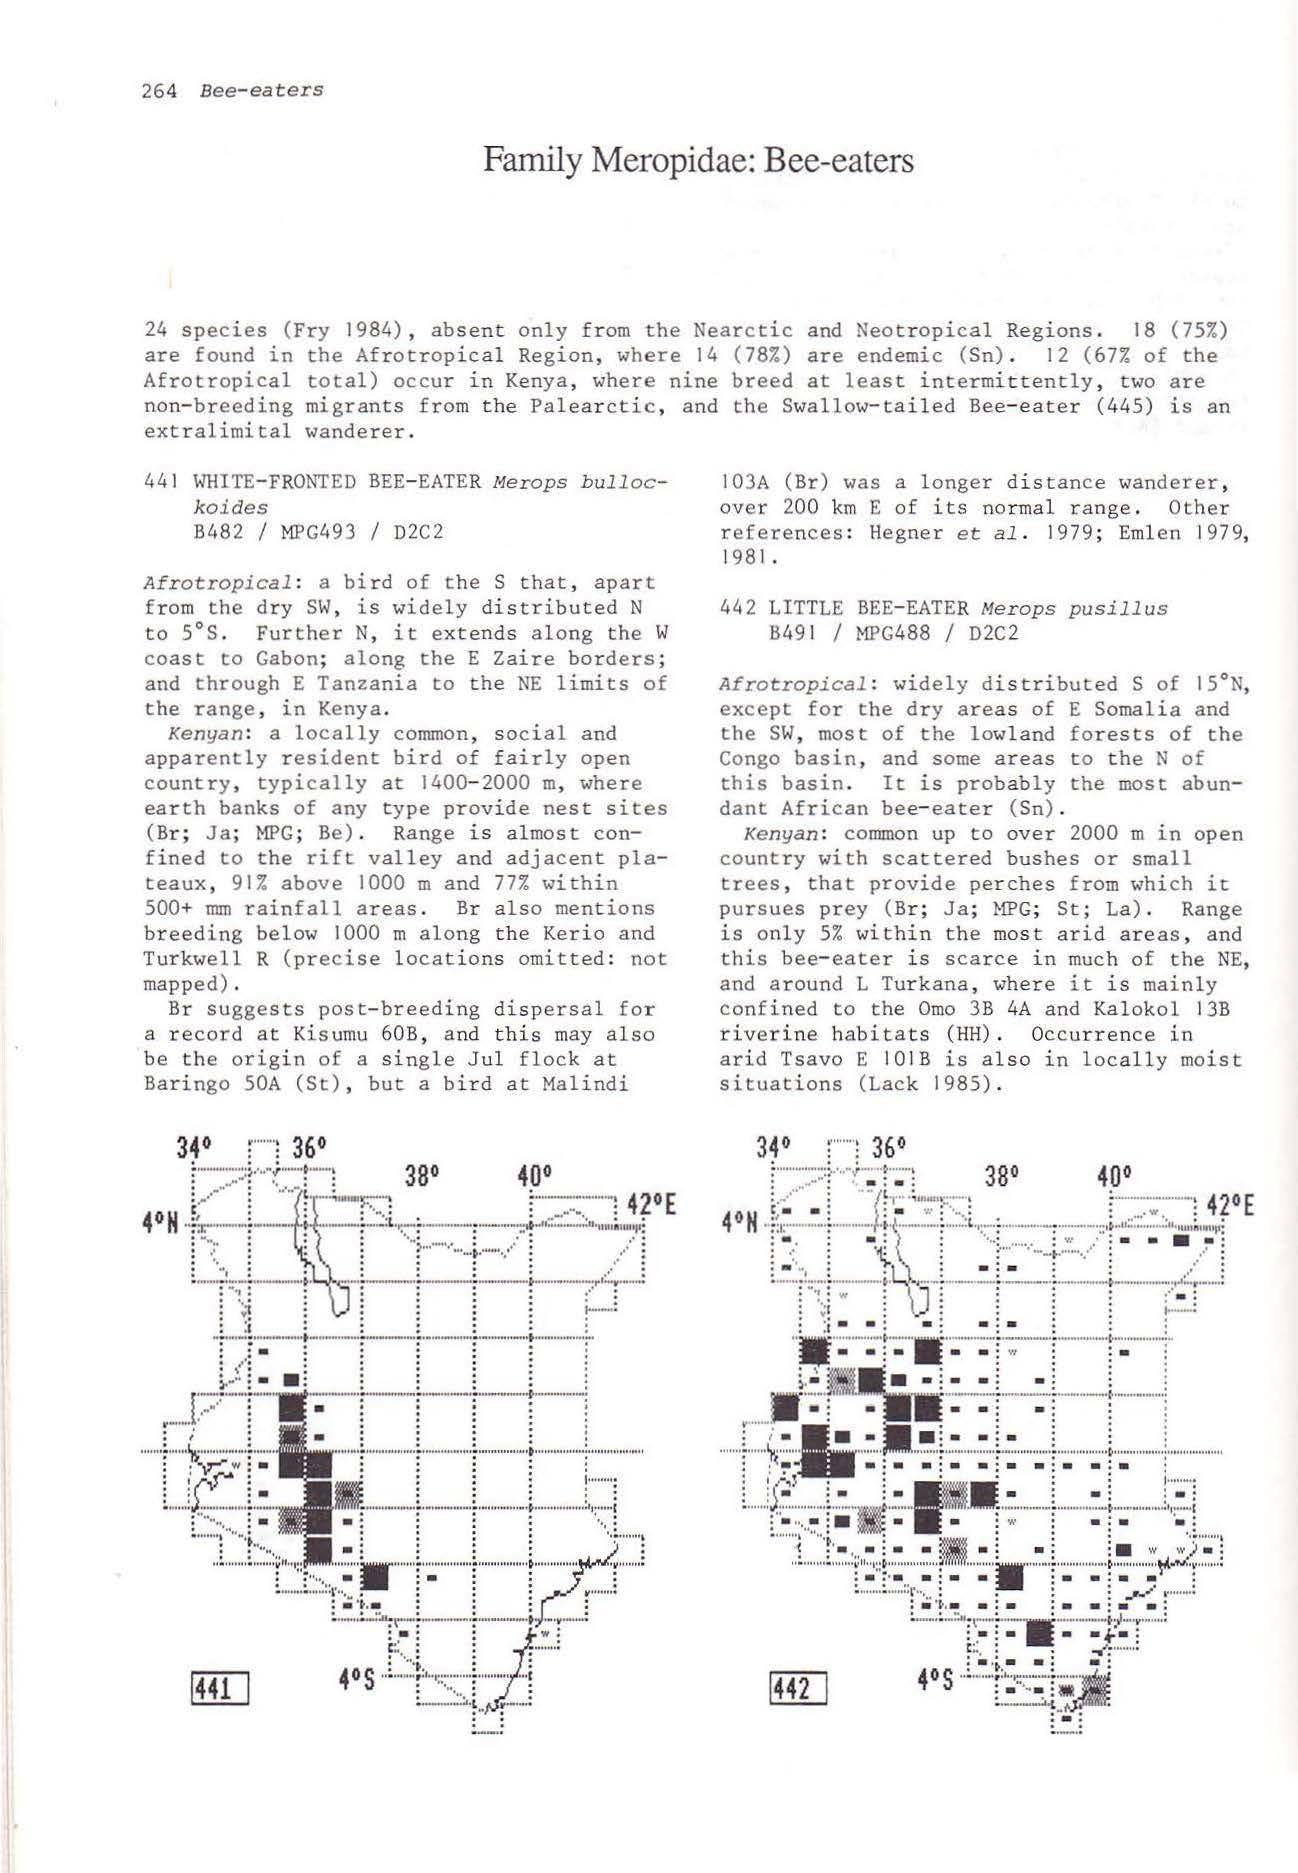 264 Bee-eaters
Family Meropidae: Bee-eaters
24 species (Fry 1984), absent only from the Nearctic and Neotropical Regions. 18 (75%)
are found in the Afrotropical Region, where 14 (78%) are endemic (Sn). 12 (67% of the
Afrotropical total) occur in Kenya, where nine breed at least intermittently, two are
non-breeding migrants from the Palearctic, and the Swallow-tailed Bee-eater (445) is an
extralimital wanderer.
441 WHITE-FRONTED BEE-EATER Merops bulloc-
koides
B482 / MPG493 / D2C2
Afrotropical: a bird of the S that, apart
from the dry SW, is widely distributed N
to 5°S. Further N, it extends along the W
coast to Gabon; along the E Zaire borders;
and through E Tanzania to the NE limits of
the range, in Kenya.
Kenyan: a locally common, social and
apparently resident bird of fairly open
country, typically at 1400-2000 m, where
earth banks of any type provide nest sites
(Br; Ja; MPG; Be). Range is almost con-
fined to the rift valley and adjacent pla-
teaux, 91% above 1000 m and 77% within
500+ mm rainfall areas. Br also mentions
breeding below 1000 m along the Kerio and
Turkwell R (precise locations omitted: not
mapped).
Br suggests post-breeding dispersal for
a record at Kisumu 60B, and this may also
be the origin of a single Jul flock at
Baringo 50A (St), but a bird at Malindi
103A (Br) was a longer distance wanderer,
over 200 km E of its normal range. Other
references: Hegner et al. 1979; Emlen 1979,
1981.
442 LITTLE BEE-EATER Merops pusillus
B491 / MPG488 / D2C2
Afrotropical: widely distributed S of 15°N,
except for the dry areas of E Somalia and
the SW, most of the lowland forests of the
Congo basin, and some areas to the N of
this basin. It is probably the most abun-
dant African bee-eater (Sn).
Kenyan: common up to over 2000 m in open
country with scattered bushes or small
trees, that provide perches from which it
pursues prey (Br; Ja; MPG; St; La). Range
is only 5% within the most arid areas, and
this bee-eater is scarce in much of the NE,
and around L Turkana, where it is mainly
confined to the Omo 3B 4A and Kalokol 13B
riverine habitats (HH). Occurrence in
arid Tsavo E 101B is also in locally moist
situations (Lack 1985).
34° 36°
38° 40°
42°E
4°N
4°S
441
34° 36°
38° 40°
42°E
4°N
4°S
442